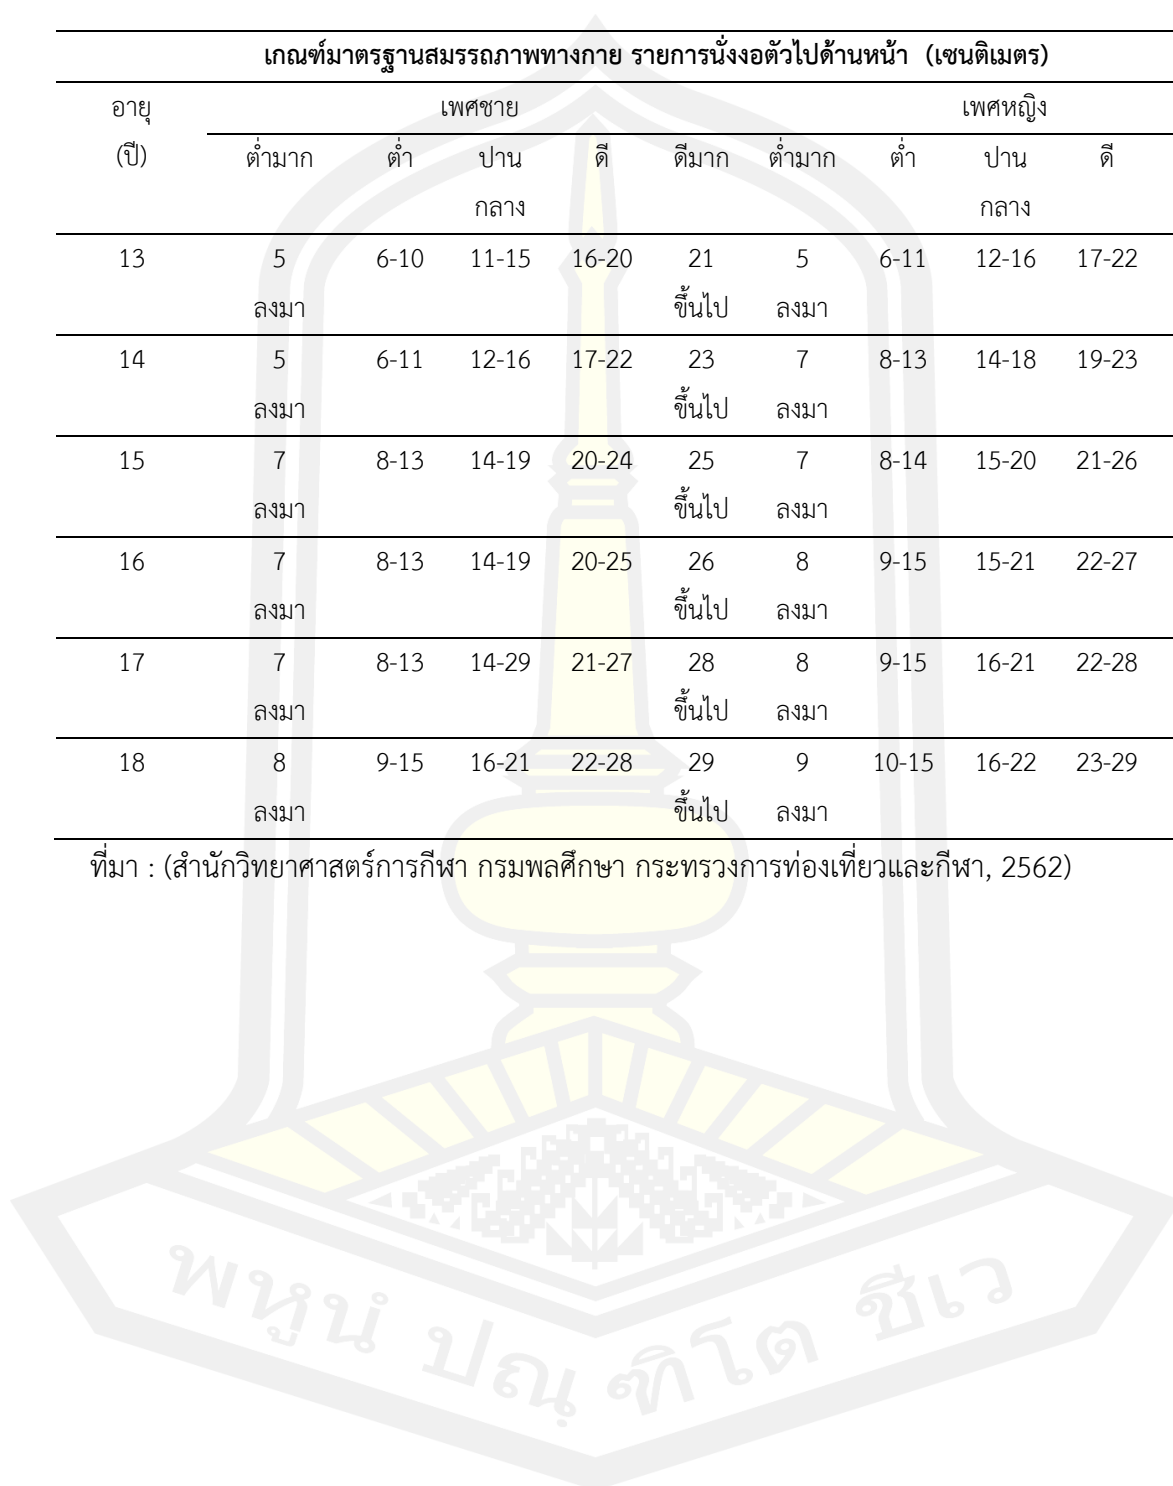 เกณฑ์มาตรฐานสมรรถภาพทางกาย รายการนั่งงอตัวไปด้านหน้า (เซนติเมตร)
อายุ เพศชาย เพศหญิง
(ปี) ต่ำมาก ต่ำ ปาน ดี ดีมาก ต่ำมาก ต่ำ ปาน ดี
กลาง กลาง
13 5 6-10 11-15 16-20 21 5 6-11 12-16 17-22
ลงมา ขึ้นไป ลงมา
14 5 6-11 12-16 17-22 23 7 8-13 14-18 19-23
ลงมา ขึ้นไป ลงมา
15 7 8-13 14-19 20-24 25 7 8-14 15-20 21-26
ลงมา ขึ้นไป ลงมา
16 7 8-13 14-19 20-25 26 8 9-15 15-21 22-27
ลงมา ขึ้นไป ลงมา
17 7 8-13 14-29 21-27 28 8 9-15 16-21 22-28
ลงมา ขึ้นไป ลงมา
18 8 9-15 16-21 22-28 29 9 10-15 16-22 23-29
ลงมา ขึ้นไป ลงมา
ที่มา : (สำนักวิทยาศาสตร์การกีฬา กรมพลศึกษา กระทรวงการท่องเที่ยวและกีฬา, 2562)
พหูนํ ปณฺฑิโต ชีเว